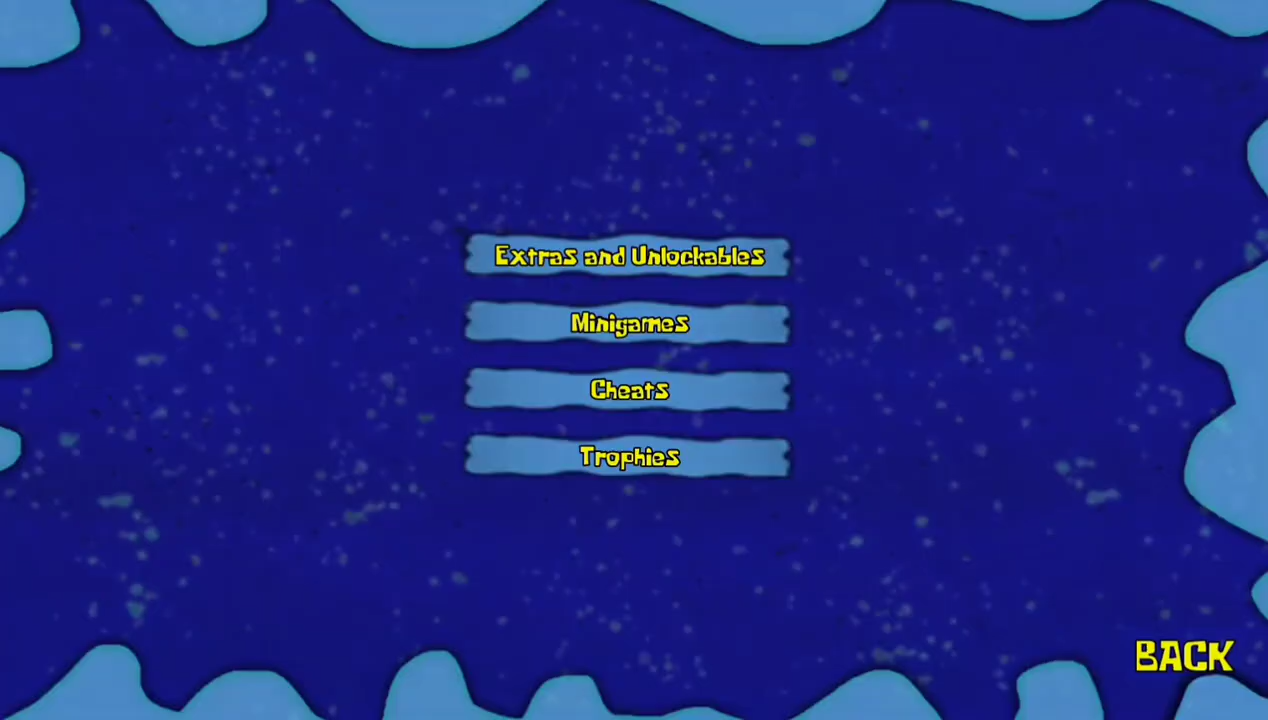 Extras and Unlockables
Minigames
Cheats
Trophies
BACK